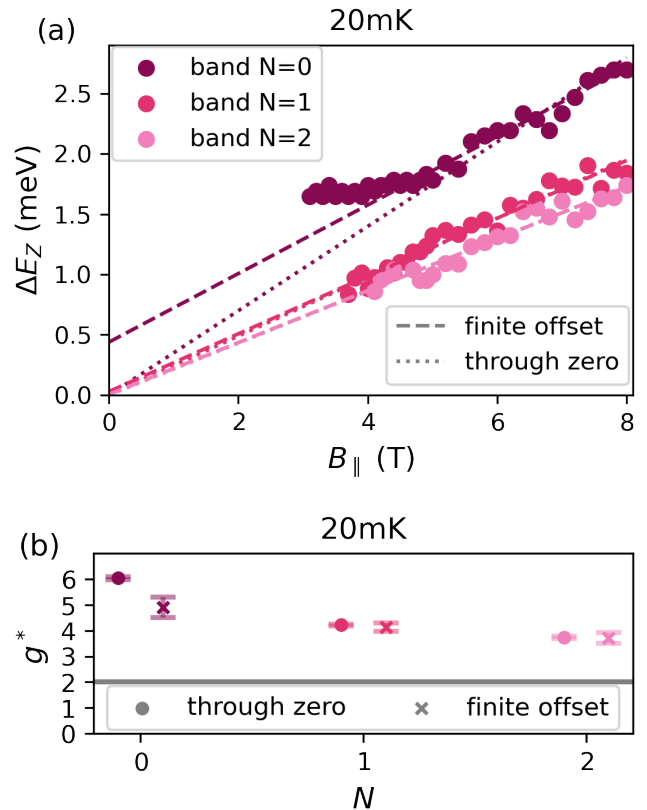 (a)
20mK
band N=0
band N=1
band N=2
2.5
2.0
1.5
1.0
0.5
0.0
ΔE_Z (meV)
finite offset
through zero
0 2 4 6 8
B_∥ (T)
(b)
20mK
6
5
4
3
2
1
0
g*
through zero finite offset
0 1 2
N